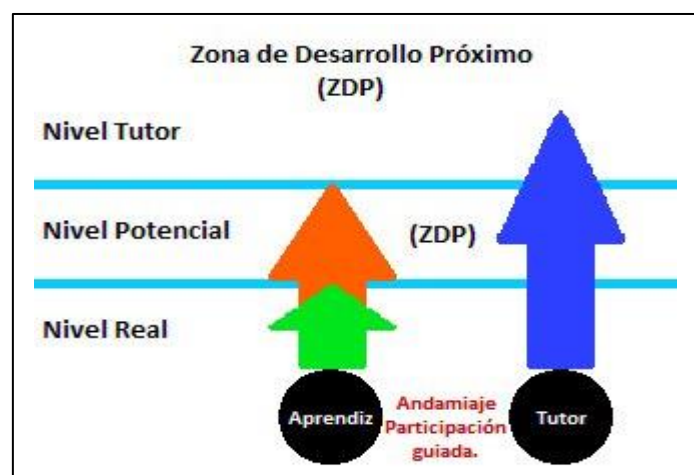 Zona de Desarrollo Próximo
(ZDP)
Nivel Tutor
Nivel Potencial
(ZDP)
Nivel Real
Aprendiz
Andamiaje
Participación
guiada.
Tutor